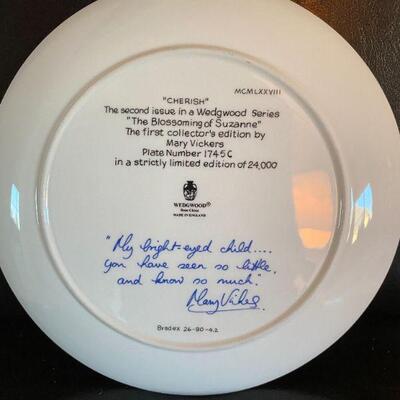 MCMLXXVIII
"CHERISH"
The second issue in a Wedgwood Series
"The Blossoming of Suzanne"
The first collector's edition by
Mary Vickers
Plate Number 1745C
in a strictly limited edition of 24,000
WEDGWOOD®
Bone China
MADE IN ENGLAND
"My bright-eyed child....
you have seen so little,
and know so much."
Mary Vickers
Bradex 26-90-4.2